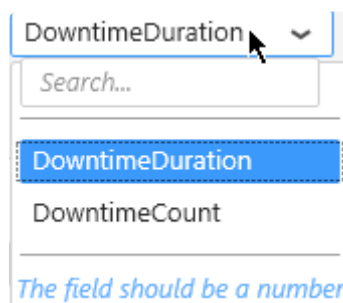 DowntimeDuration
Search...
DowntimeDuration
DowntimeCount
The field should be a number